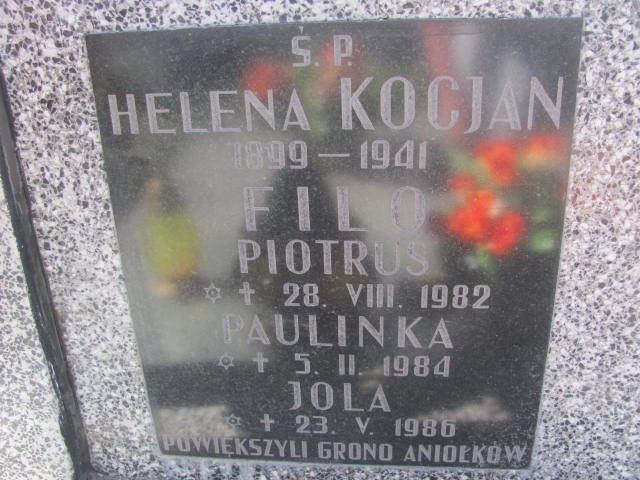 Ś. P.
HELENA KOCJAN
1899 — 1941
FILO
PIOTRUŚ
✡ ✝ 28. VIII. 1982
PAULINKA
✡ ✝ 5. II. 1984
JOLA
✡ ✝ 23. V. 1986
POWIĘKSZYLI GRONO ANIOŁKÓW